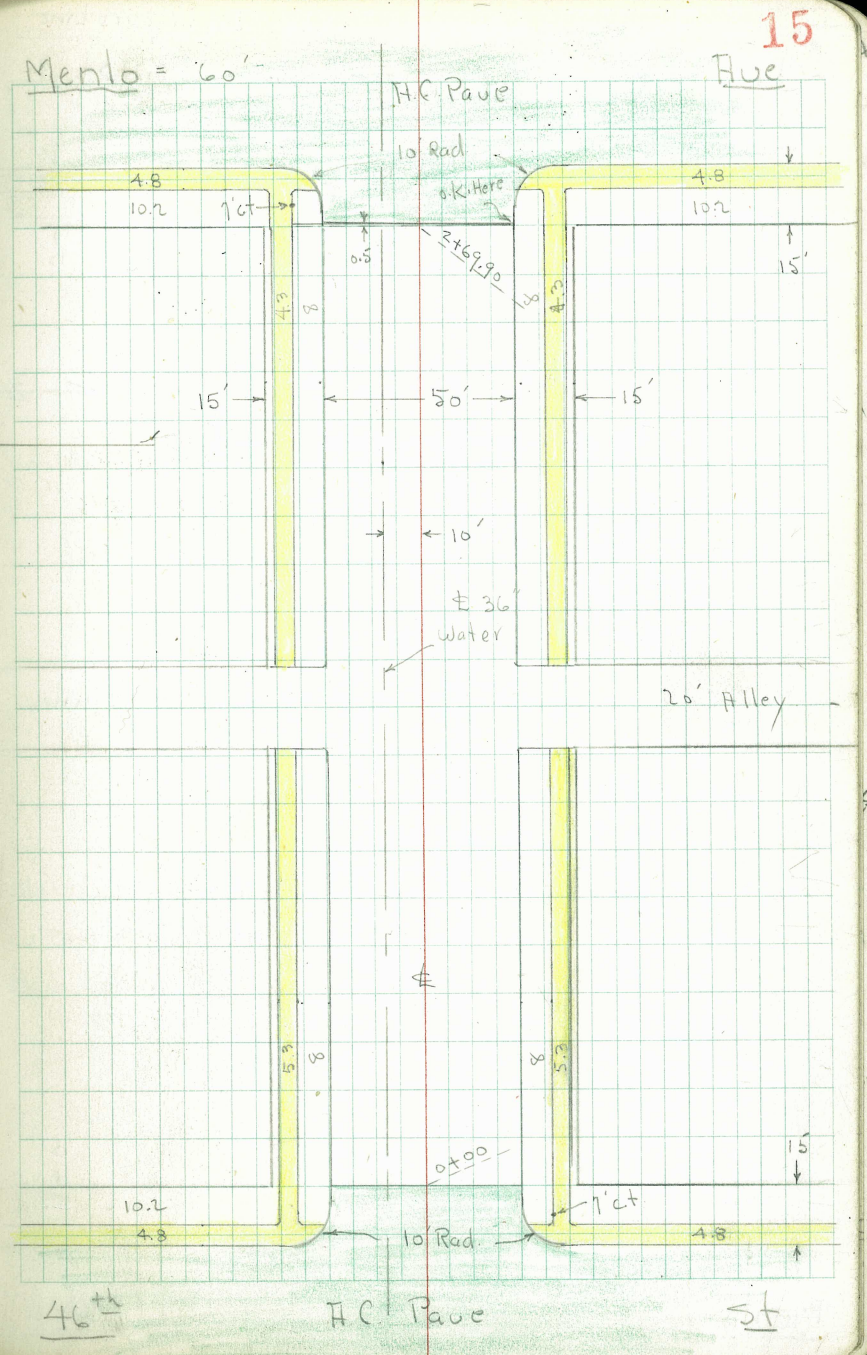 15
Menlo = 60' Ave
A.C. Pave
10' Rad
4.8 4.8
O.K. Here
10.2 1'ct 10.2
0.5
2+69.90
15'
4.3 8 8 4.3
15' 50' 15'
10'
℄ 36"
Water
20' Alley
℄
5.3 8 8 5.3
0+00
15'
10.2 1'ct
4.8 10' Rad. 4.8
46th A.C. Pave St